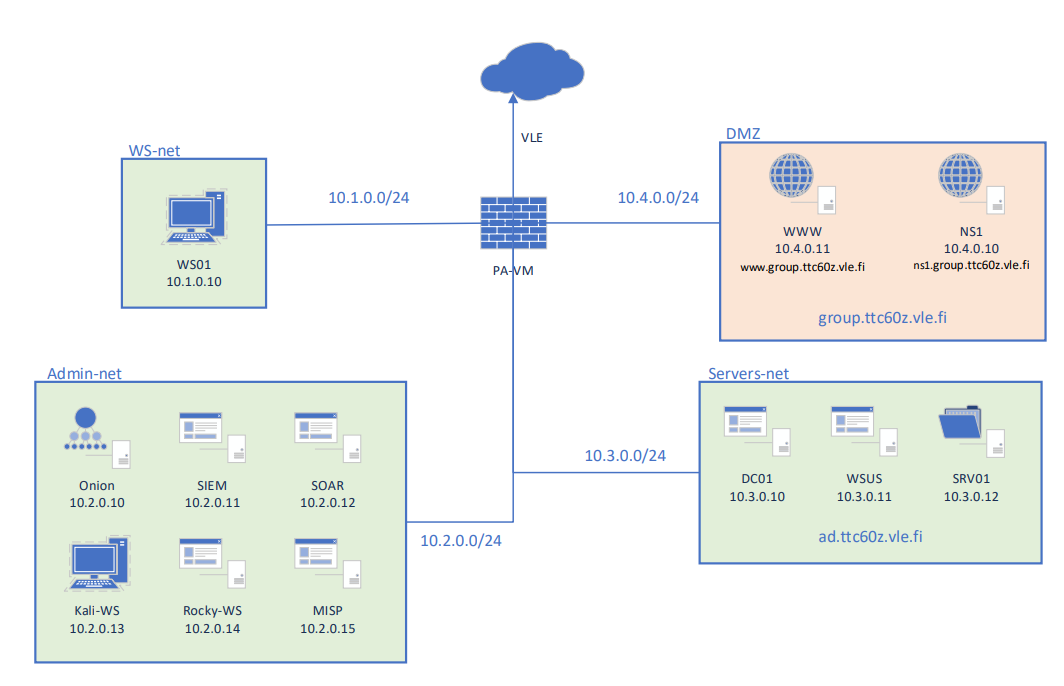 VLE
WS-net
DMZ
10.1.0.0/24
10.4.0.0/24
WS01
10.1.0.10
PA-VM
WWW
10.4.0.11
www.group.ttc60z.vle.fi
NS1
10.4.0.10
ns1.group.ttc60z.vle.fi
group.ttc60z.vle.fi
Admin-net
Servers-net
Onion
10.2.0.10
SIEM
10.2.0.11
SOAR
10.2.0.12
10.3.0.0/24
DC01
10.3.0.10
WSUS
10.3.0.11
SRV01
10.3.0.12
10.2.0.0/24
ad.ttc60z.vle.fi
Kali-WS
10.2.0.13
Rocky-WS
10.2.0.14
MISP
10.2.0.15